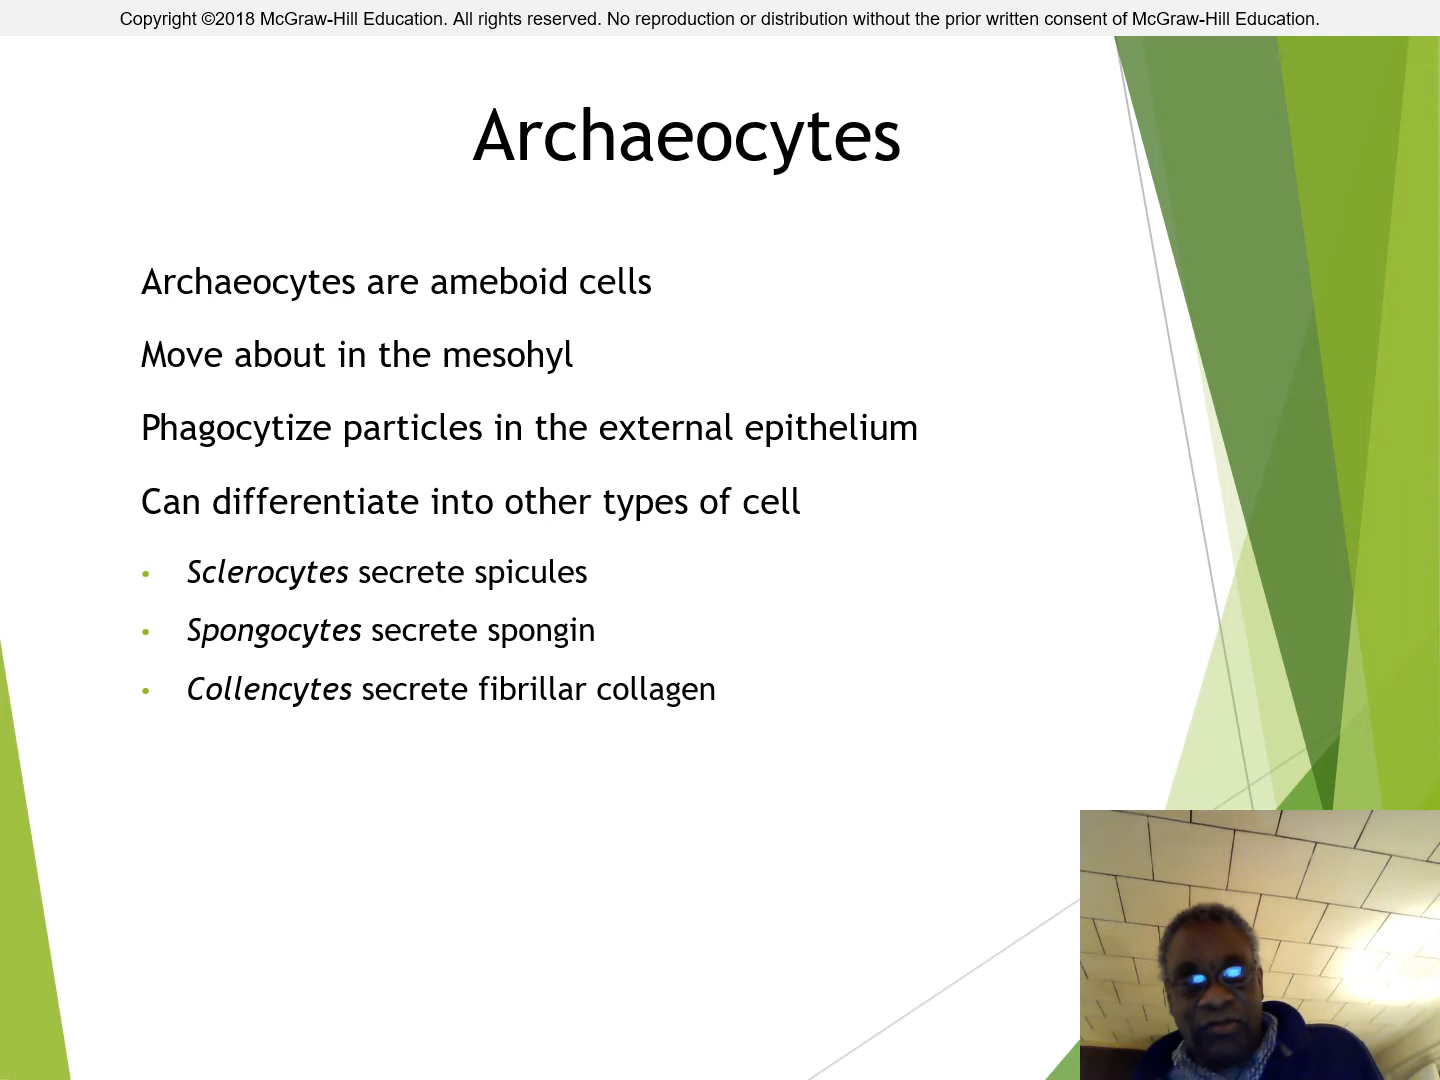 Copyright ©2018 McGraw-Hill Education. All rights reserved. No reproduction or distribution without the prior written consent of McGraw-Hill Education.
Archaeocytes
Archaeocytes are ameboid cells
Move about in the mesohyl
Phagocytize particles in the external epithelium
Can differentiate into other types of cell
• Sclerocytes secrete spicules
• Spongocytes secrete spongin
• Collencytes secrete fibrillar collagen